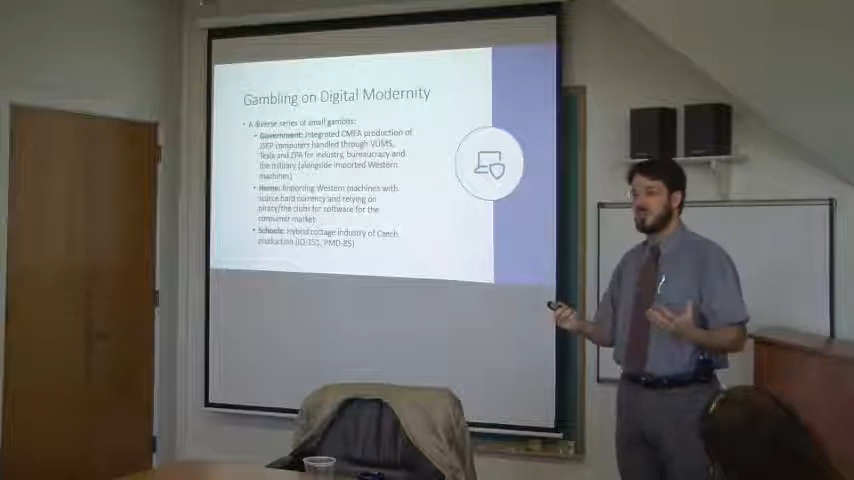 Gambling on Digital Modernity
• A diverse series of small gambits:
• Government: Integrated CMEA production of
JSEP computers handled through VÚMS,
Tesla and ZPA for industry, bureaucracy and
the military (alongside imported Western
machines)
• Home: Importing Western machines with
scarce hard currency and relying on
piracy/the clubs for software for the
consumer market
• Schools: Hybrid cottage industry of Czech
production (IQ-151, PMD-85)